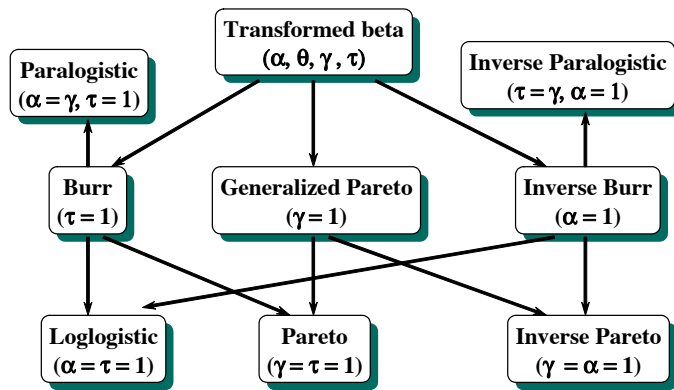 Transformed beta
(α, θ, γ, τ)
Paralogistic
(α = γ, τ = 1)
Inverse Paralogistic
(τ = γ, α = 1)
Burr
(τ = 1)
Generalized Pareto
(γ = 1)
Inverse Burr
(α = 1)
Loglogistic
(α = τ = 1)
Pareto
(γ = τ = 1)
Inverse Pareto
(γ = α = 1)